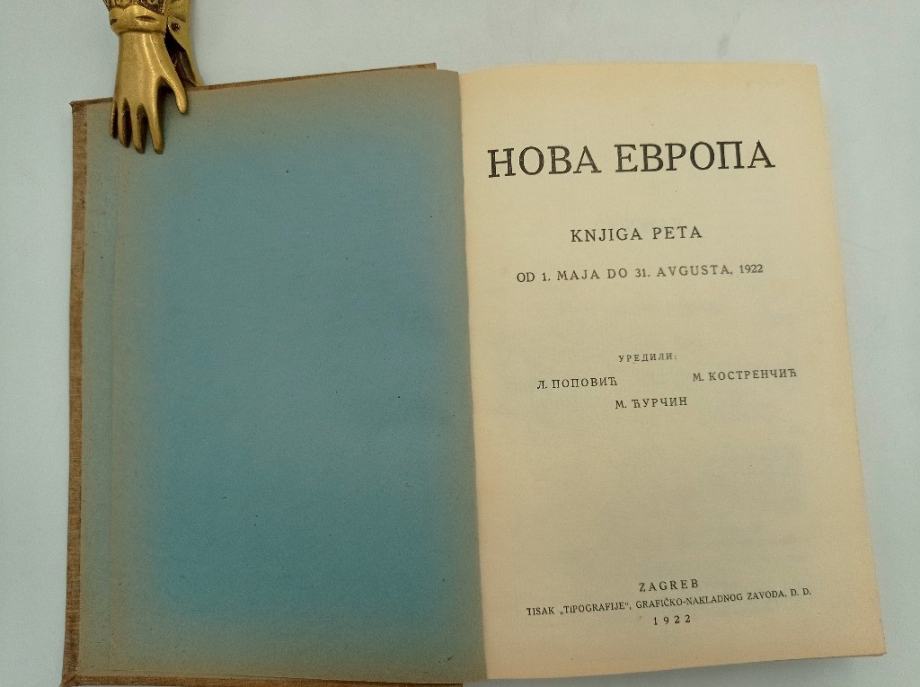 НОВА ЕВРОПА
KNJIGA PETA
OD 1. MAJA DO 31. AVGUSTA, 1922
УРЕДИЛИ:
Л. ПОПОВИЋ М. КОСТРЕНЧИЋ
М. ЋУРЧИН
ZAGREB
TISAK „TIPOGRAFIJE“, GRAFIČKO-NAKLADNOG ZAVODA, D. D.
1922